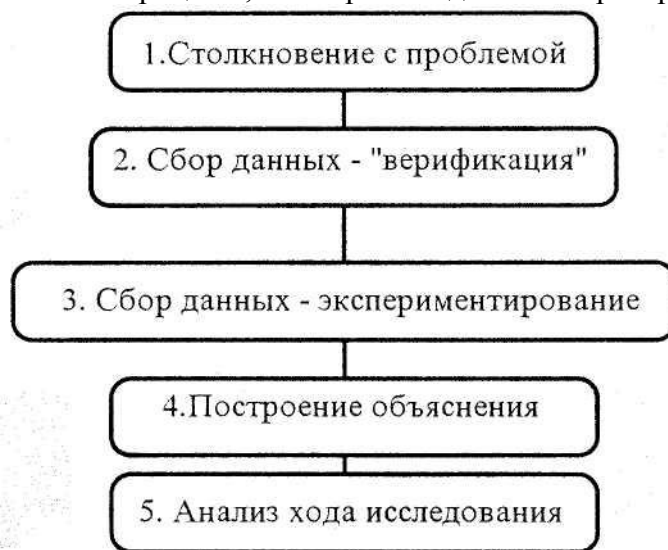 1.Столкновение с проблемой
2. Сбор данных - "верификация"
3. Сбор данных - экспериментирование
4.Построение объяснения
5. Анализ хода исследования